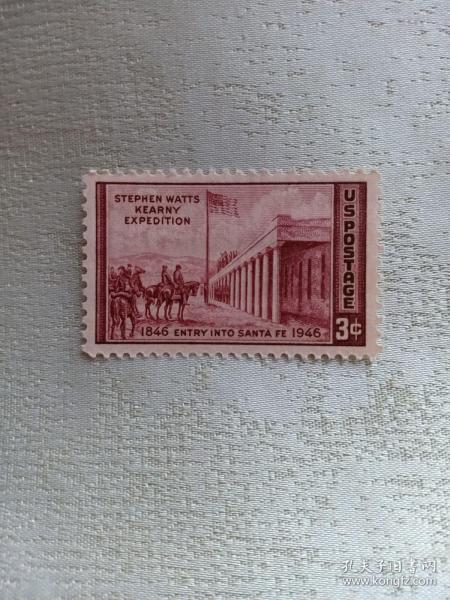 STEPHEN WATTS
KEARNY
EXPEDITION
US POSTAGE
3¢
1846 ENTRY INTO SANTA FE 1946
孔夫子旧书网
www.kongfz.com